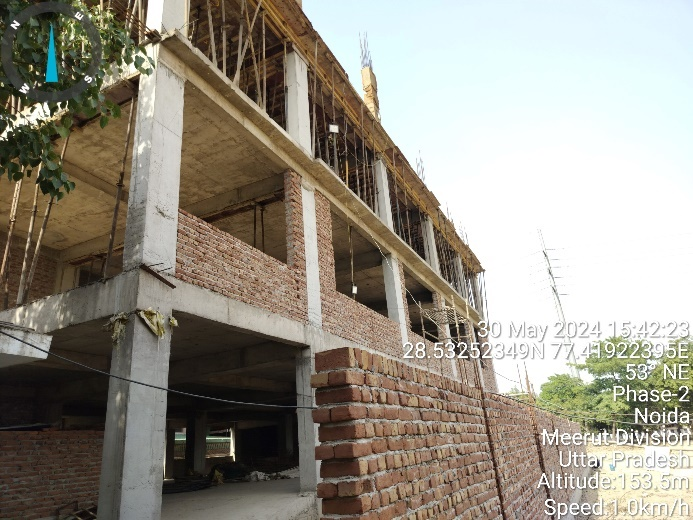 N E
W S
30 May 2024 15:42:23
28.53252349N 77.41922395E
53° NE
Phase-2
Noida
Meerut Division
Uttar Pradesh
Altitude:153.5m
Speed:1.0km/h